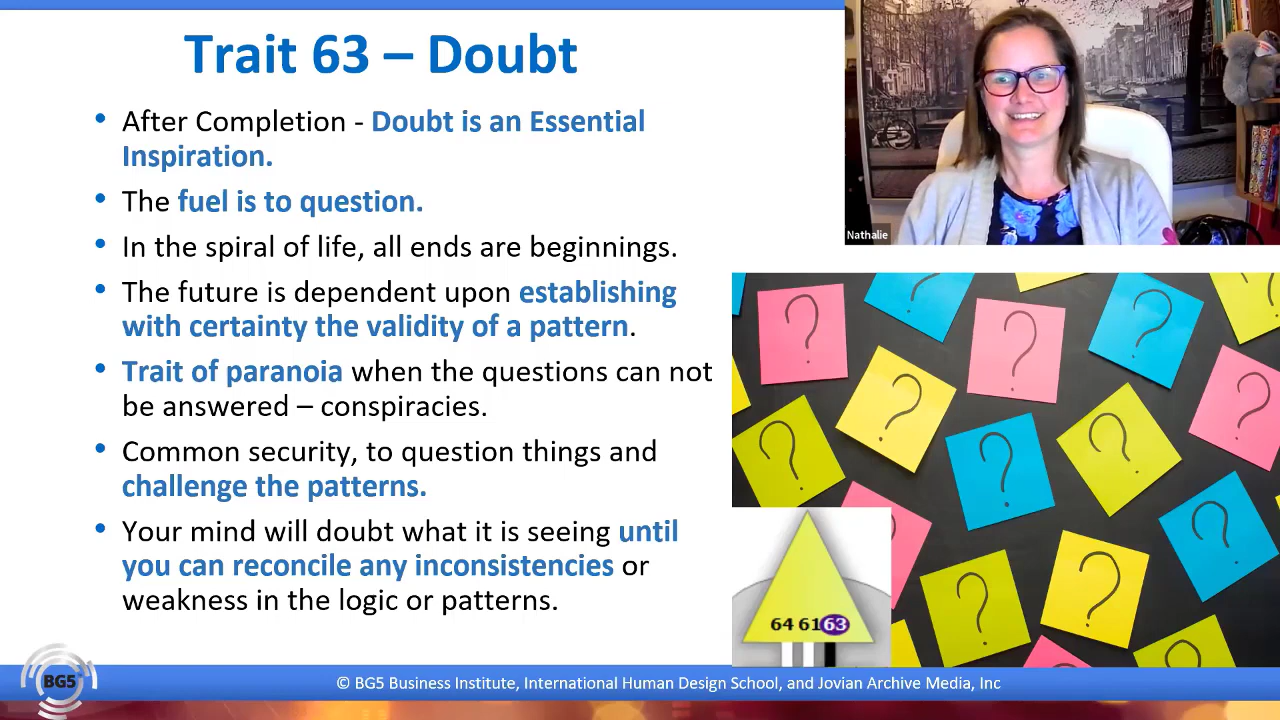 Trait 63 – Doubt
• After Completion - Doubt is an Essential
Inspiration.
• The fuel is to question.
• In the spiral of life, all ends are beginnings.
• The future is dependent upon establishing
with certainty the validity of a pattern.
• Trait of paranoia when the questions can not
be answered – conspiracies.
• Common security, to question things and
challenge the patterns.
• Your mind will doubt what it is seeing until
you can reconcile any inconsistencies or
weakness in the logic or patterns.
Nathalie
? ? ? ?
? ? ?
? ? ?
? ?
? ? ?
64 61 63
BG5
© BG5 Business Institute, International Human Design School, and Jovian Archive Media, Inc